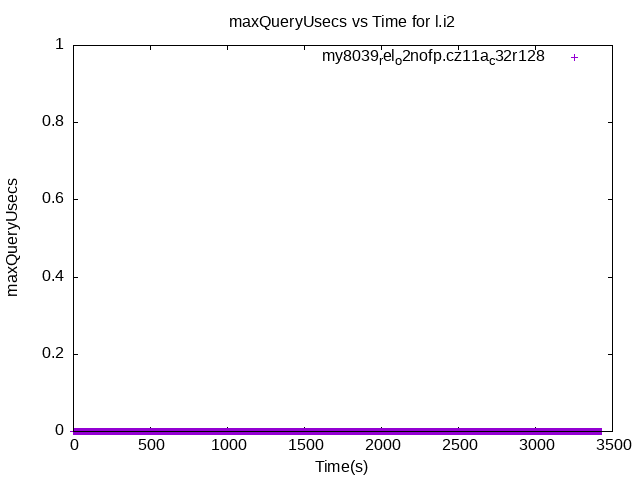 maxQueryUsecs vs Time for l.i2
my8039relo2nofp.cz11ac32r128
1
0.8
0.6
0.4
0.2
0
maxQueryUsecs
0 500 1000 1500 2000 2500 3000 3500
Time(s)